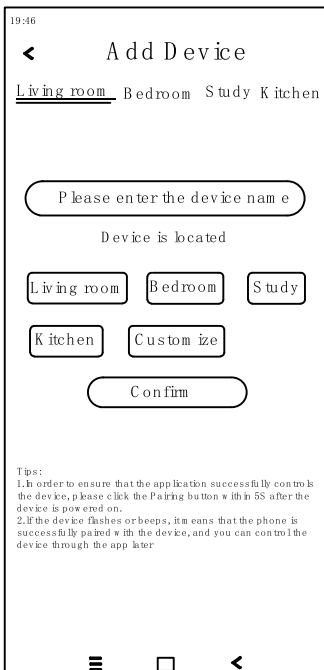 19:46
Add Device
Living room Bedroom Study Kitchen
Please enter the device name
Device is located
Living room Bedroom Study
Kitchen Customize
Confirm
Tips:
1.In order to ensure that the application successfully controls
the device, please click the Pairing button within 5S after the
device is powered on.
2.If the device flashes or beeps, it means that the phone is
successfully paired with the device, and you can control the
device through the app later